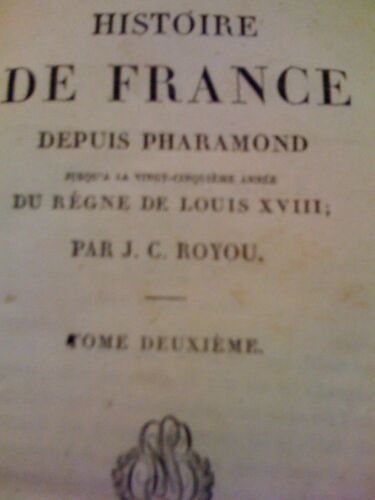 HISTOIRE
DE FRANCE
DEPUIS PHARAMOND
JUSQU'A LA VINGT-CINQUIÈME ANNÉE
DU RÈGNE DE LOUIS XVIII;
PAR J. C. ROYOU.
TOME DEUXIÈME.